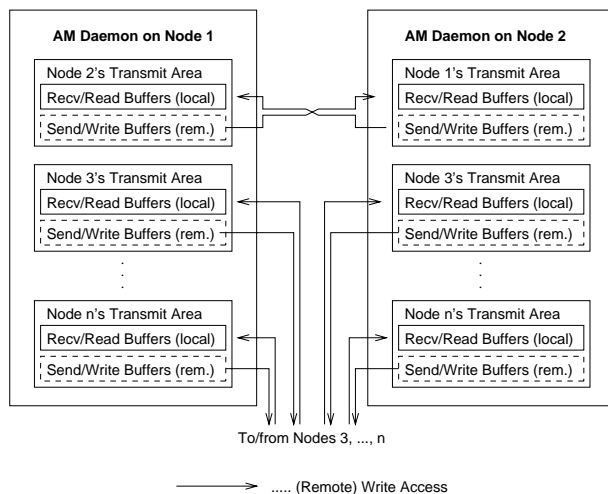 AM Daemon on Node 1
Node 2's Transmit Area
Recv/Read Buffers (local)
Send/Write Buffers (rem.)
Node 3's Transmit Area
Recv/Read Buffers (local)
Send/Write Buffers (rem.)
. . .
Node n's Transmit Area
Recv/Read Buffers (local)
Send/Write Buffers (rem.)
AM Daemon on Node 2
Node 1's Transmit Area
Recv/Read Buffers (local)
Send/Write Buffers (rem.)
Node 3's Transmit Area
Recv/Read Buffers (local)
Send/Write Buffers (rem.)
. . .
Node n's Transmit Area
Recv/Read Buffers (local)
Send/Write Buffers (rem.)
To/from Nodes 3, ..., n
..... (Remote) Write Access